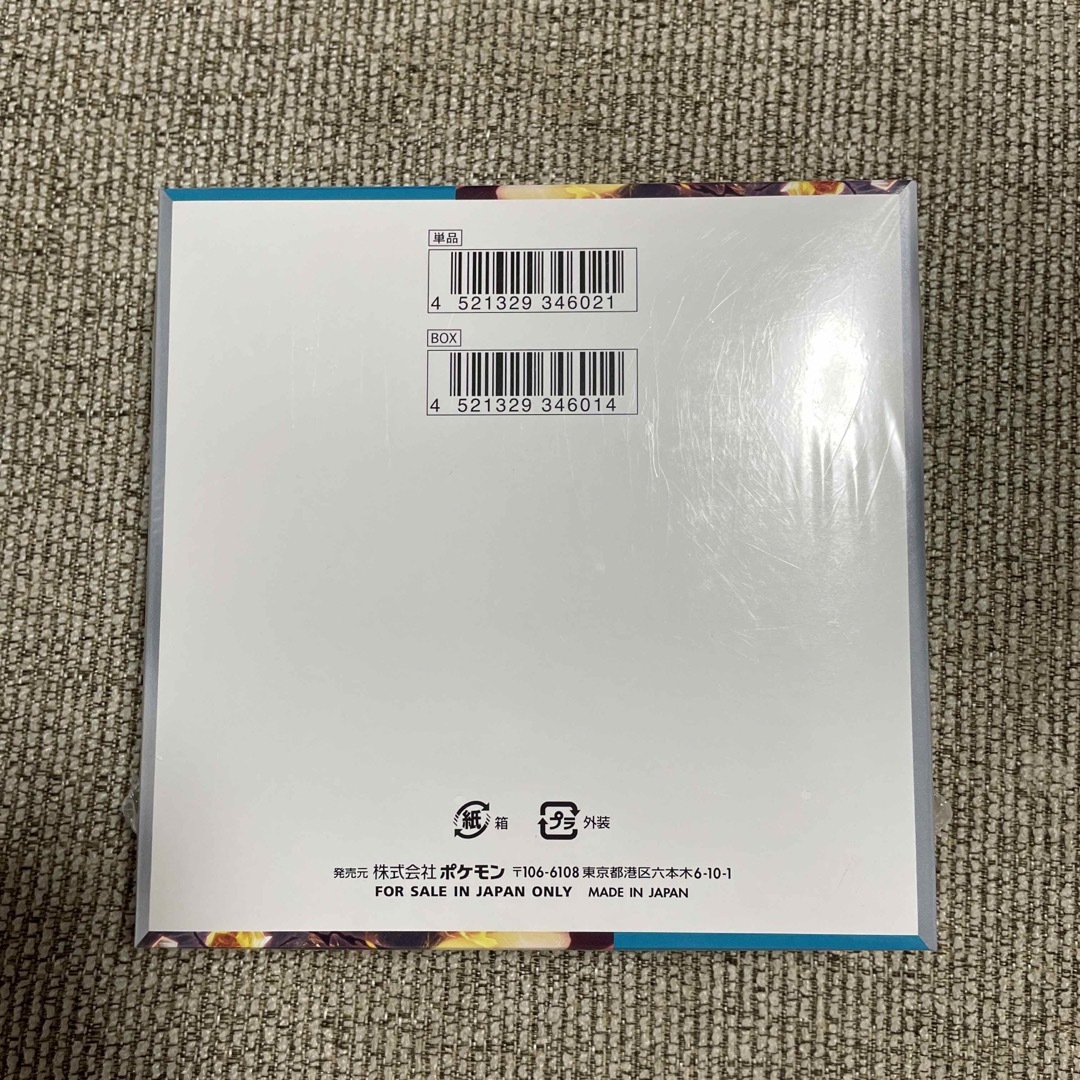 単品
4 521329 346021
BOX
4 521329 346014
紙 箱 プラ 外装
発売元 株式会社ポケモン 〒106-6108 東京都港区六本木6-10-1
FOR SALE IN JAPAN ONLY MADE IN JAPAN